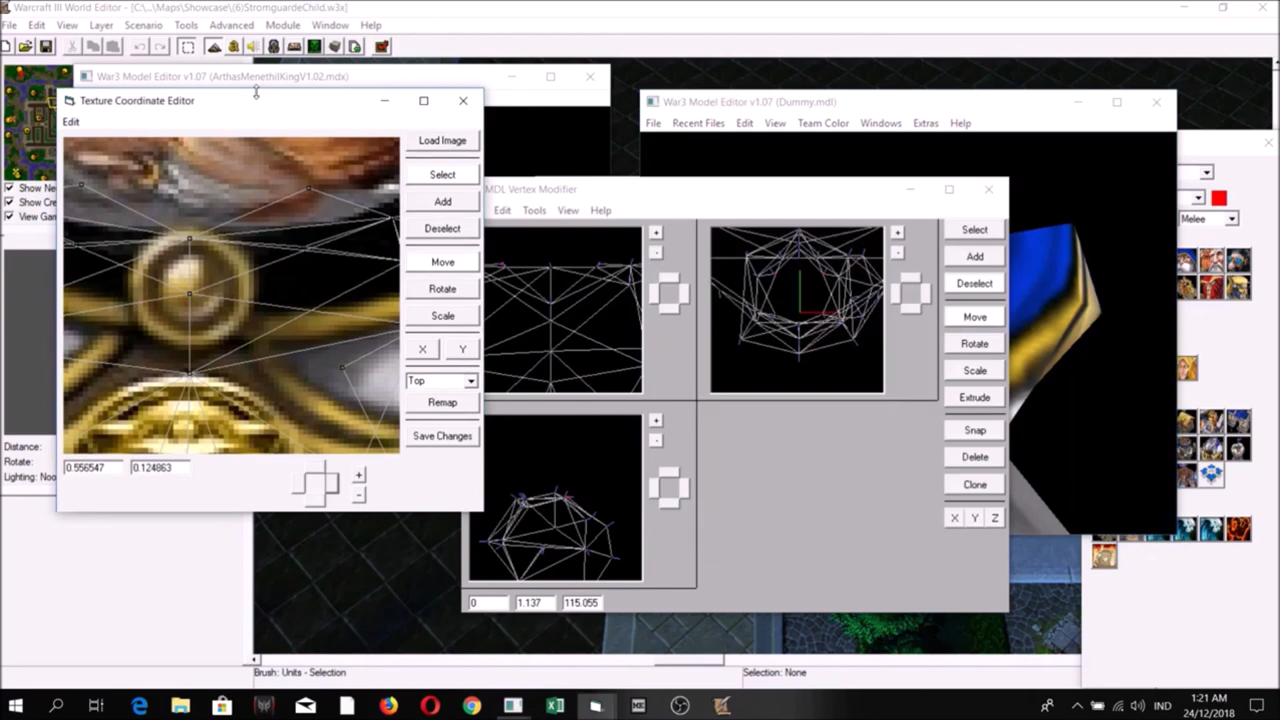 Warcraft III World Editor - [C:\...\Maps\Showcase\(6)StromguardeChild.w3x]
File Edit View Layer Scenario Tools Advanced Module Window Help
War3 Model Editor v1.07 (ArthasMenethilKingV1.02.mdx)
Texture Coordinate Editor
Edit
Load Image
Select
Add
Deselect
Move
Rotate
Scale
X Y
Top
Remap
Save Changes
0.556547 0.124863
War3 Model Editor v1.07 (Dummy.mdl)
File Recent Files Edit View Team Color Windows Extras Help
MDL Vertex Modifier
Edit Tools View Help
+
-
+
-
+
-
Select
Add
Deselect
Move
Rotate
Scale
Extrude
Snap
Delete
Clone
X Y Z
0 1.137 115.055
+
-
Melee
Show Ne
Show Cre
View Gam
Distance:
Rotate:
Lighting: Noo
Brush: Units - Selection
Selection: None
IND
1:21 AM
24/12/2018